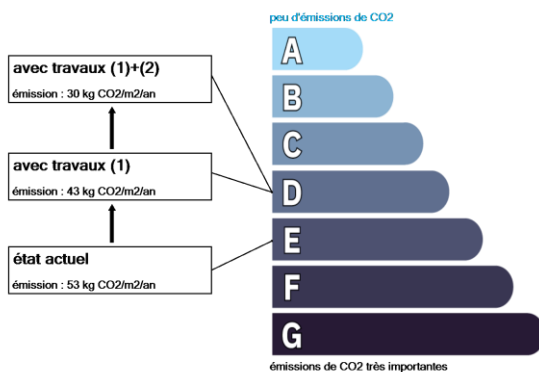 peu d'émissions de CO2
A
avec travaux (1)+(2)
émission : 30 kg CO2/m2/an
B
C
avec travaux (1)
émission : 43 kg CO2/m2/an
D
E
état actuel
émission : 53 kg CO2/m2/an
F
G
émissions de CO2 très importantes